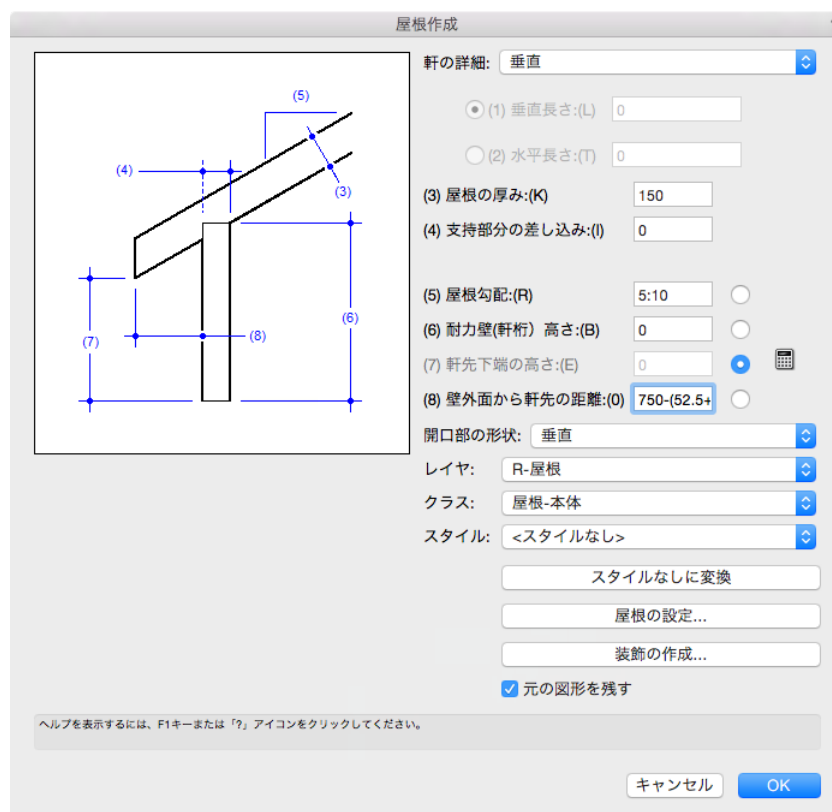 屋根作成
軒の詳細: 垂直
(1) 垂直長さ:(L) 0
(2) 水平長さ:(T) 0
(3) 屋根の厚み:(K) 150
(4) 支持部分の差し込み:(I) 0
(5) 屋根勾配:(R) 5:10
(6) 耐力壁(軒桁）高さ:(B) 0
(7) 軒先下端の高さ:(E) 0
(8) 壁外面から軒先の距離:(0) 750-(52.5+
開口部の形状: 垂直
レイヤ: R-屋根
クラス: 屋根-本体
スタイル: <スタイルなし>
スタイルなしに変換
屋根の設定...
装飾の作成...
元の図形を残す
(5)
(4)
(3)
(6)
(7)
(8)
ヘルプを表示するには、F1キーまたは「?」アイコンをクリックしてください。
キャンセル OK